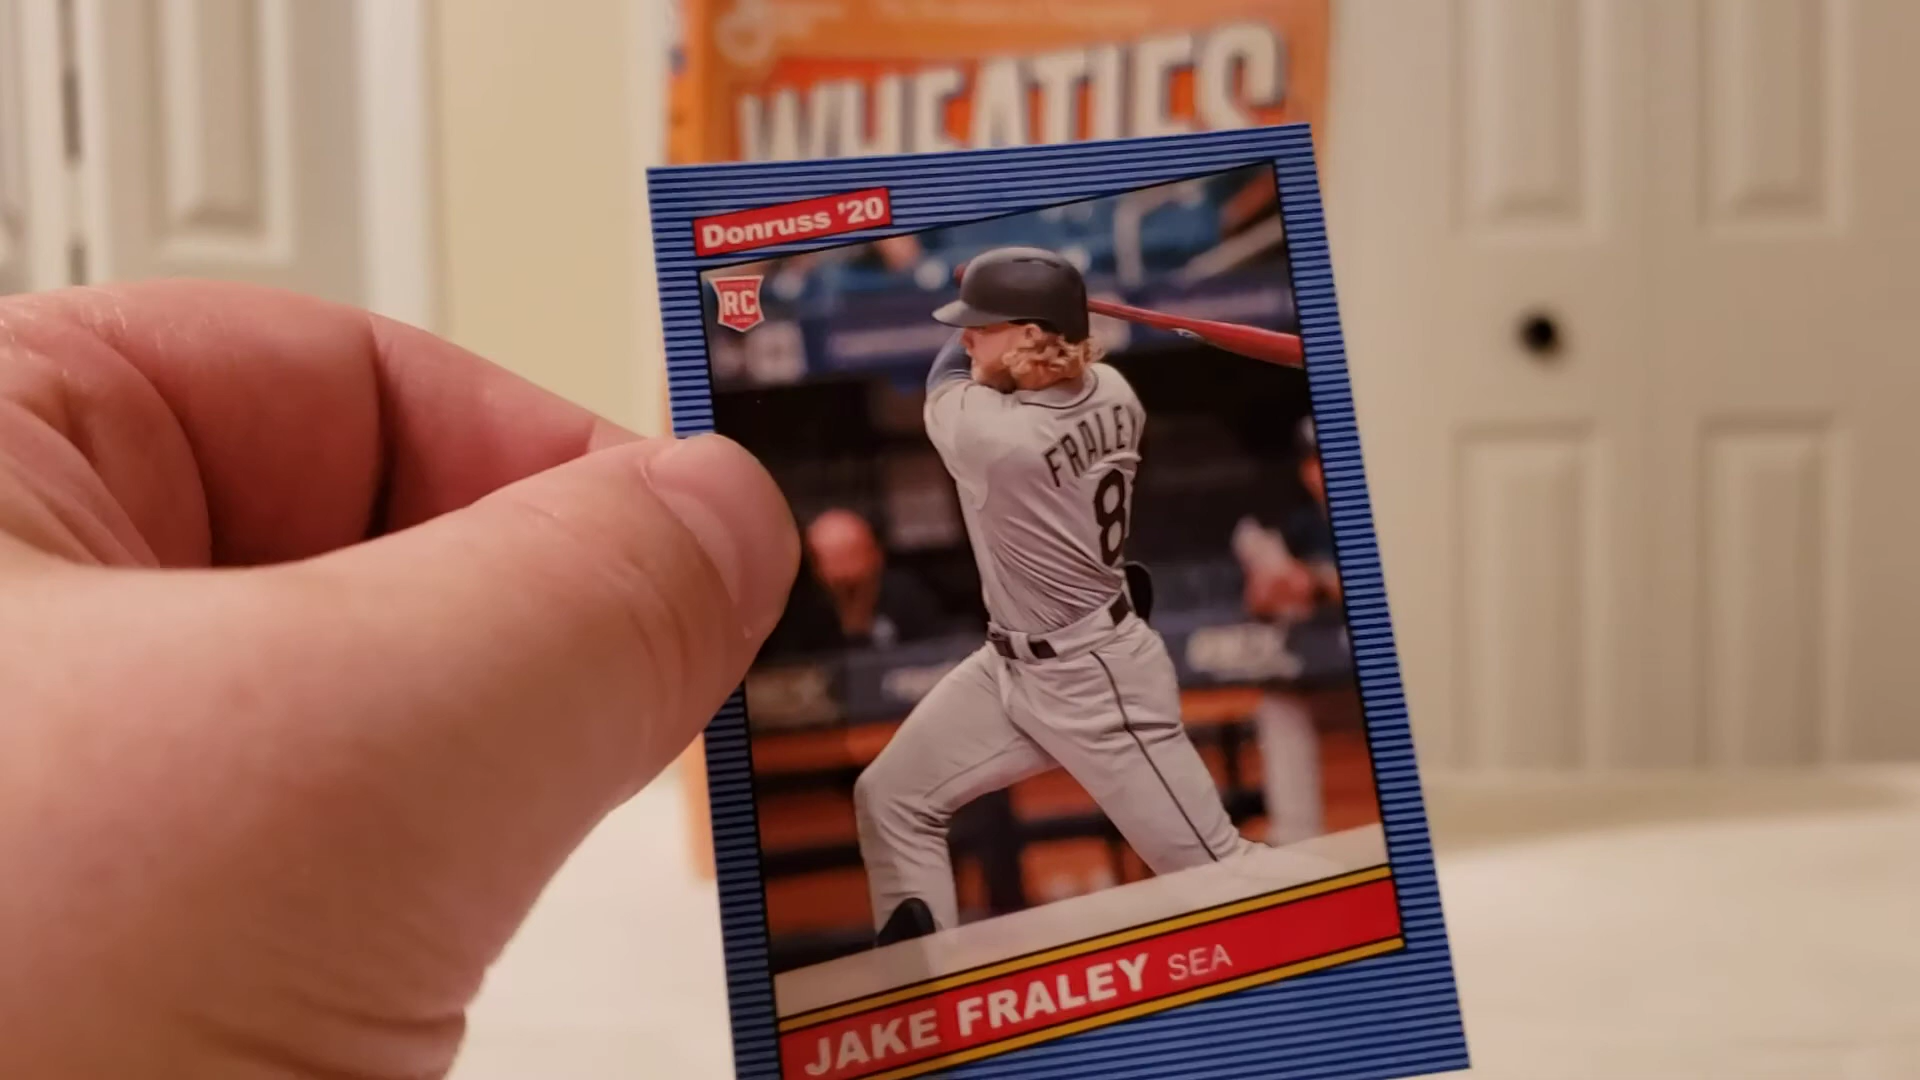 WHEATIES
Donruss '20
RC
FRALEY
8
JAKE FRALEY SEA